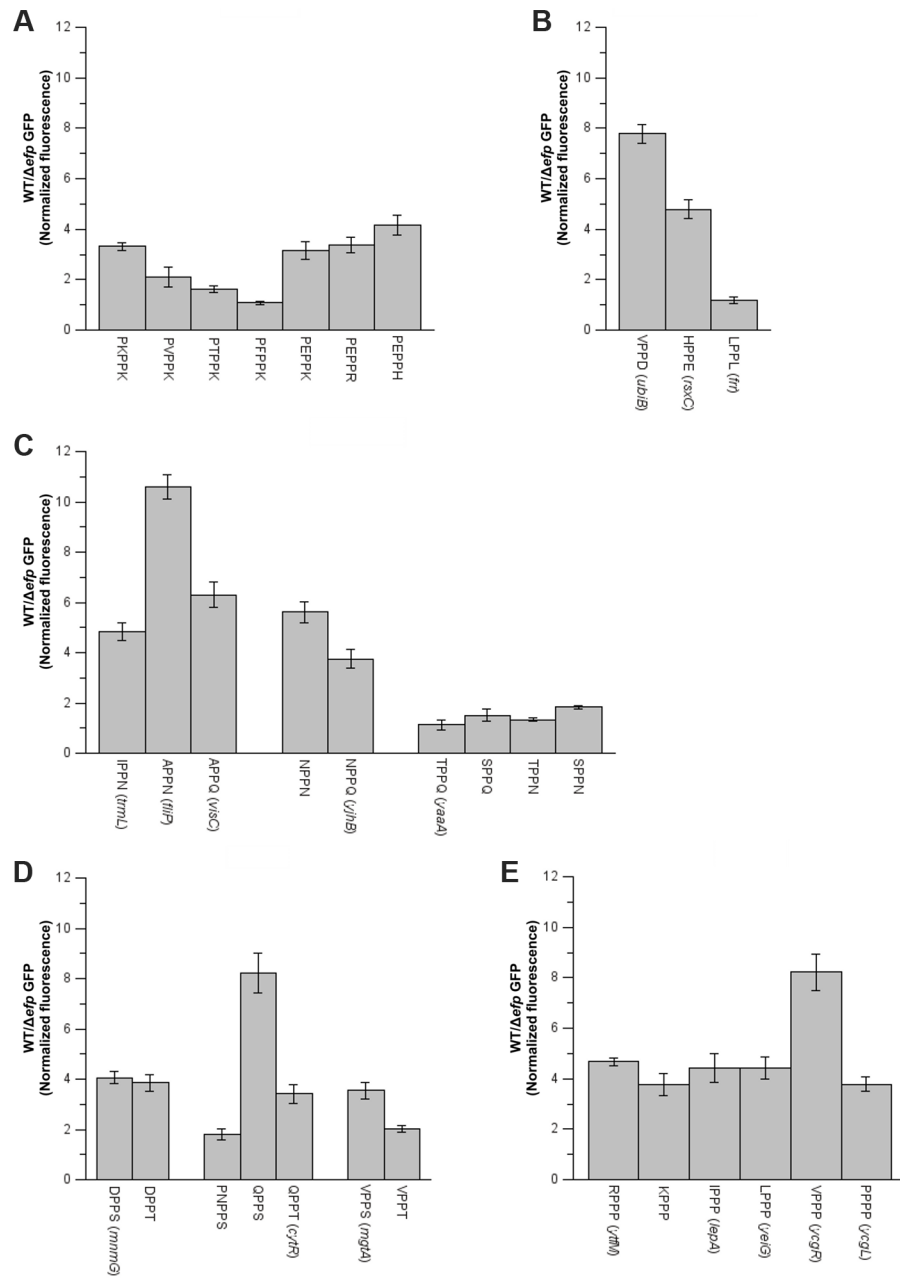 A
WT/Δefp GFP
(Normalized fluorescence)
12
10
8
6
4
2
0
PKPPK
PVPPK
PTPPK
PFPPK
PEPPK
PEPPR
PEPPH
B
WT/Δefp GFP
(Normalized fluorescence)
12
10
8
6
4
2
0
VPPD (ubiB)
HPPE (rsxC)
LPPL (frr)
C
WT/Δefp GFP
(Normalized fluorescence)
12
10
8
6
4
2
0
IPPN (trmL)
APPN (fliP)
APPQ (visC)
NPPN
NPPQ (yjhB)
TPPQ (yaaA)
SPPQ
TPPN
SPPN
D
WT/Δefp GFP
(Normalized fluorescence)
12
10
8
6
4
2
0
DPPS (mnmG)
DPPT
PNPPS
QPPS
QPPT (cytR)
VPPS (mgtA)
VPPT
E
WT/Δefp GFP
(Normalized fluorescence)
12
10
8
6
4
2
0
RPPP (ytfM)
KPPP
IPPP (lepA)
LPPP (yeiG)
VPPP (ycgR)
PPPP (ycgL)